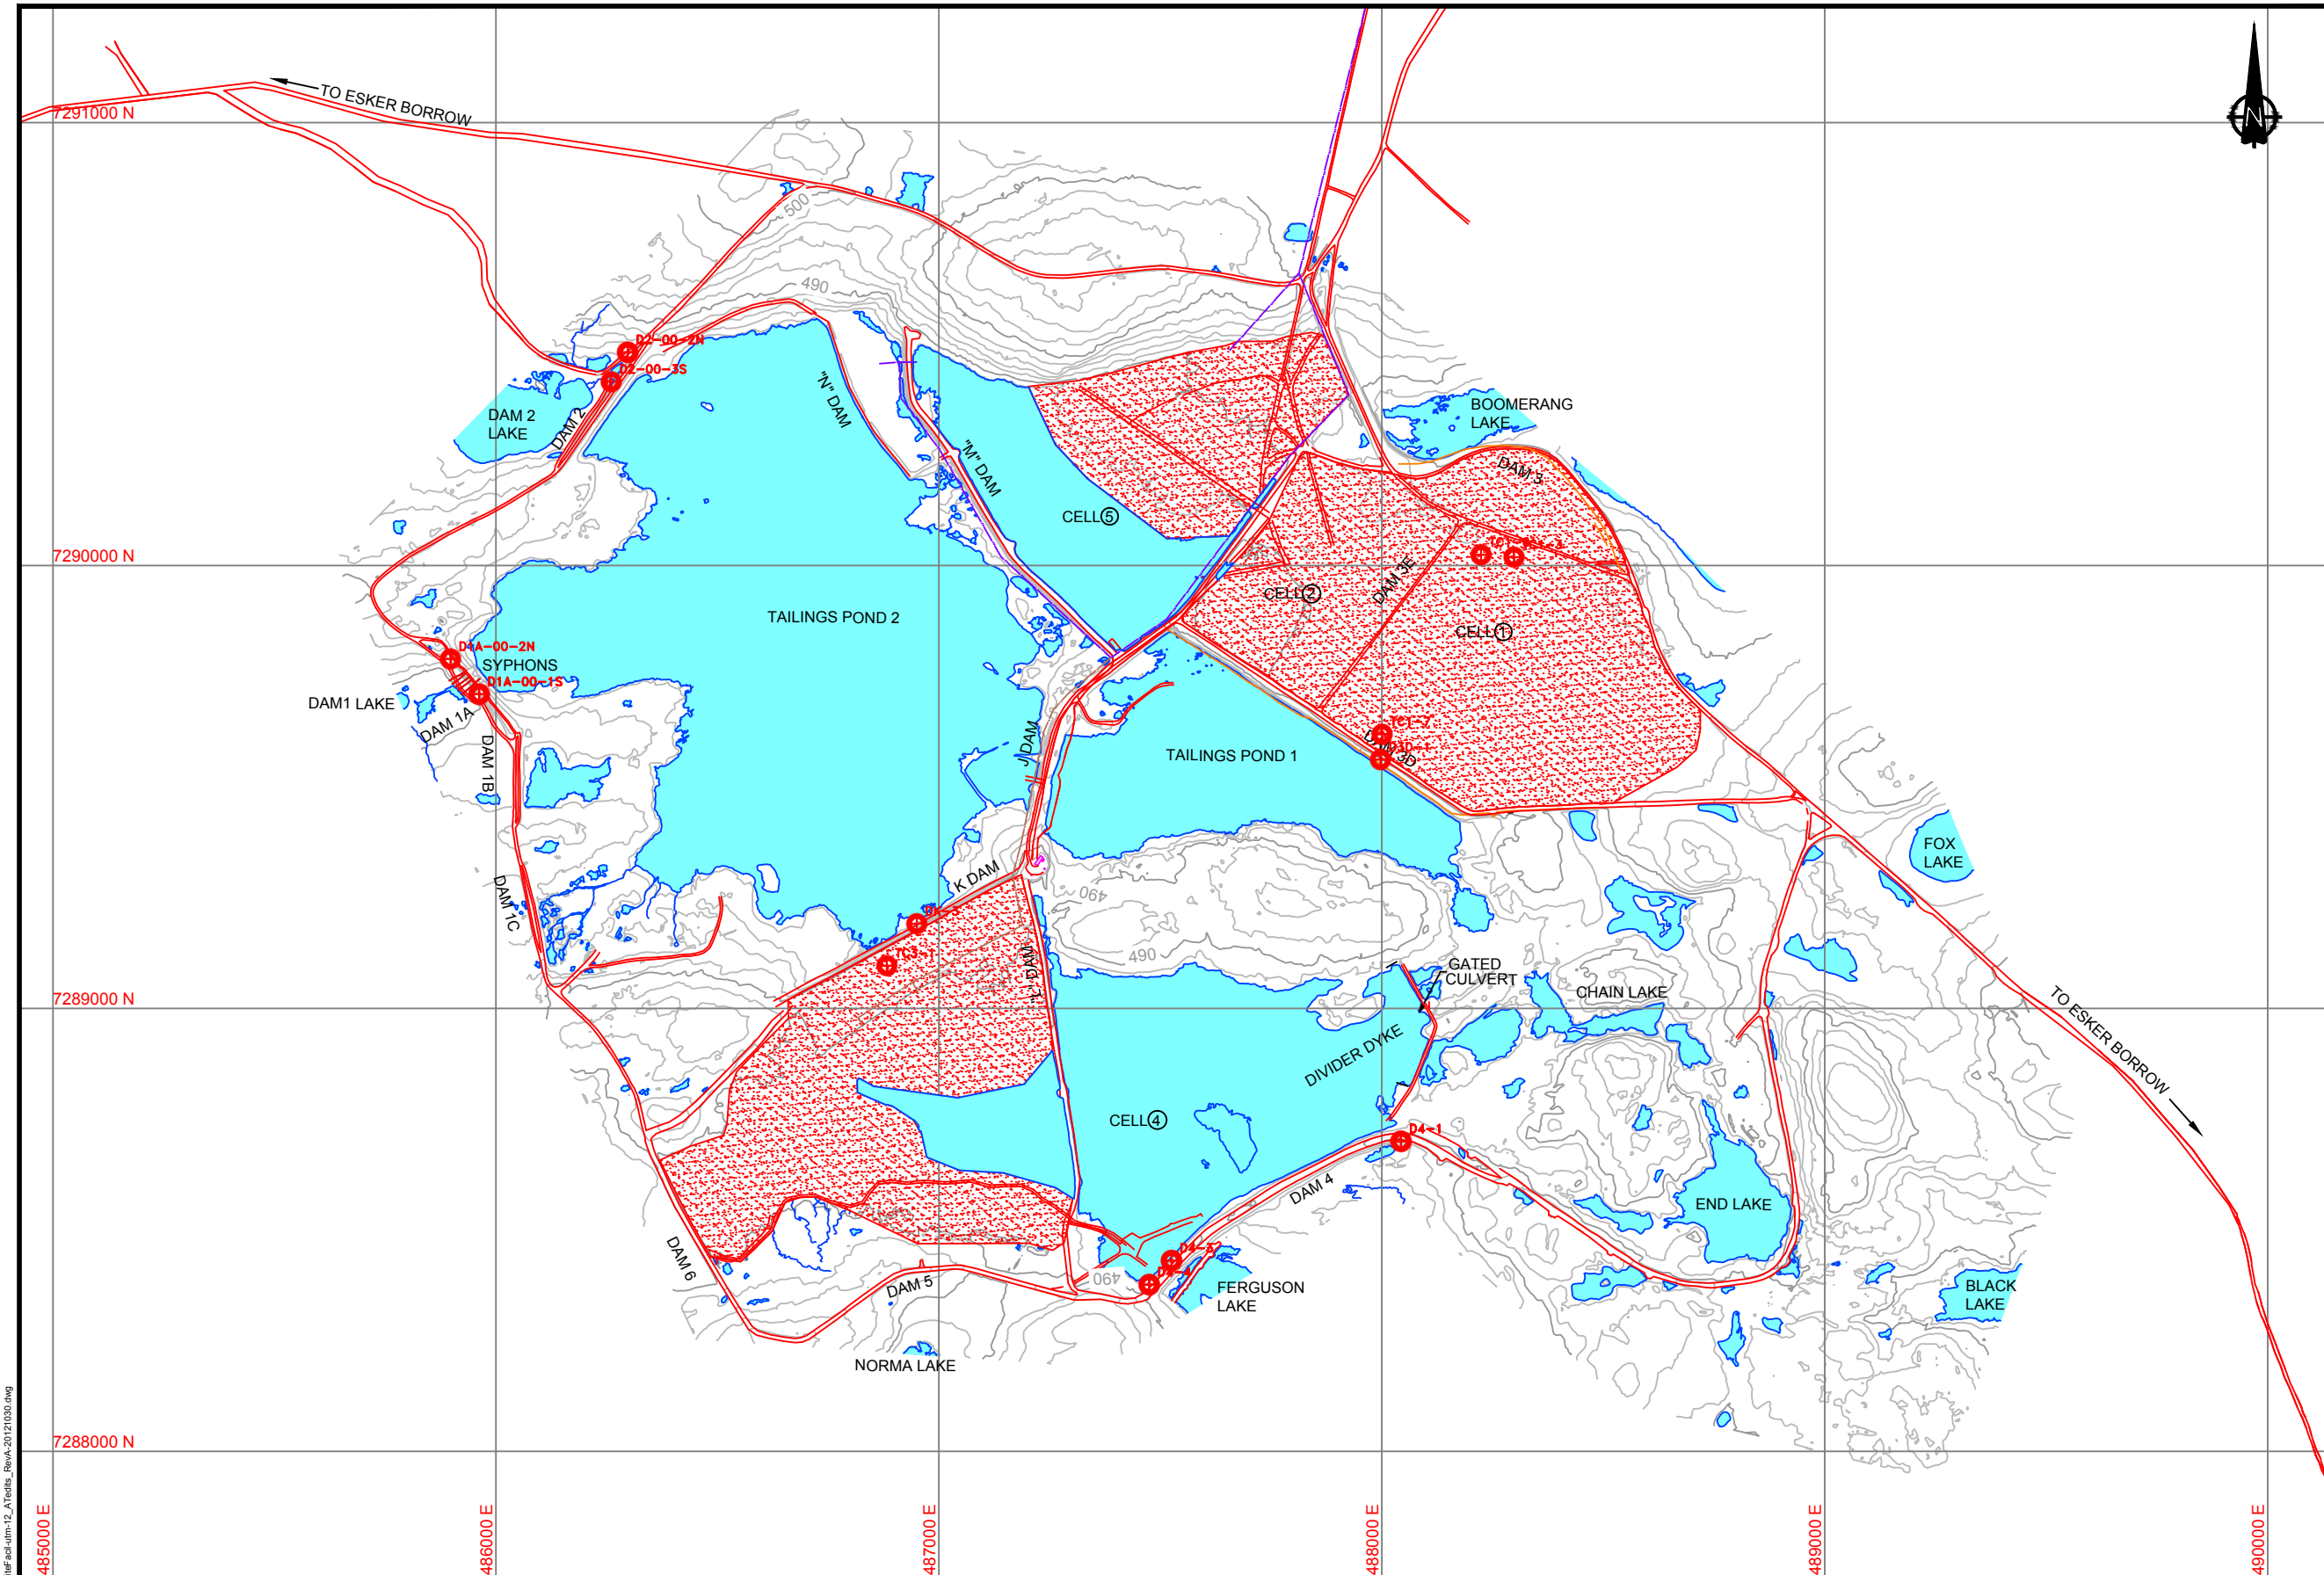 TO ESKER BORROW
7291000 N
N
500
490
D2-00-2N
D2-00-3S
DAM 2
LAKE
DAM 2
"N" DAM
"M" DAM
BOOMERANG
LAKE
DAM 3
CELL 5
7290000 N
CELL 2
DAM 3E
TAILINGS POND 2
CELL 1
D1A-00-2N
SYPHONS
D1A-00-1S
DAM1 LAKE
DAM 1A
DAM 1B
J DAM
TAILINGS POND 1
TC1-7
DAM 3D
FOX
LAKE
K DAM
DAM 1C
490
490
GATED
CULVERT
CHAIN LAKE
7289000 N
TO ESKER BORROW
DIVIDER DYKE
CELL 4
D4-1
DAM 4
END LAKE
DAM 6
DAM 5
490
FERGUSON
LAKE
BLACK
LAKE
NORMA LAKE
7288000 N
485000 E
486000 E
487000 E
488000 E
489000 E
490000 E